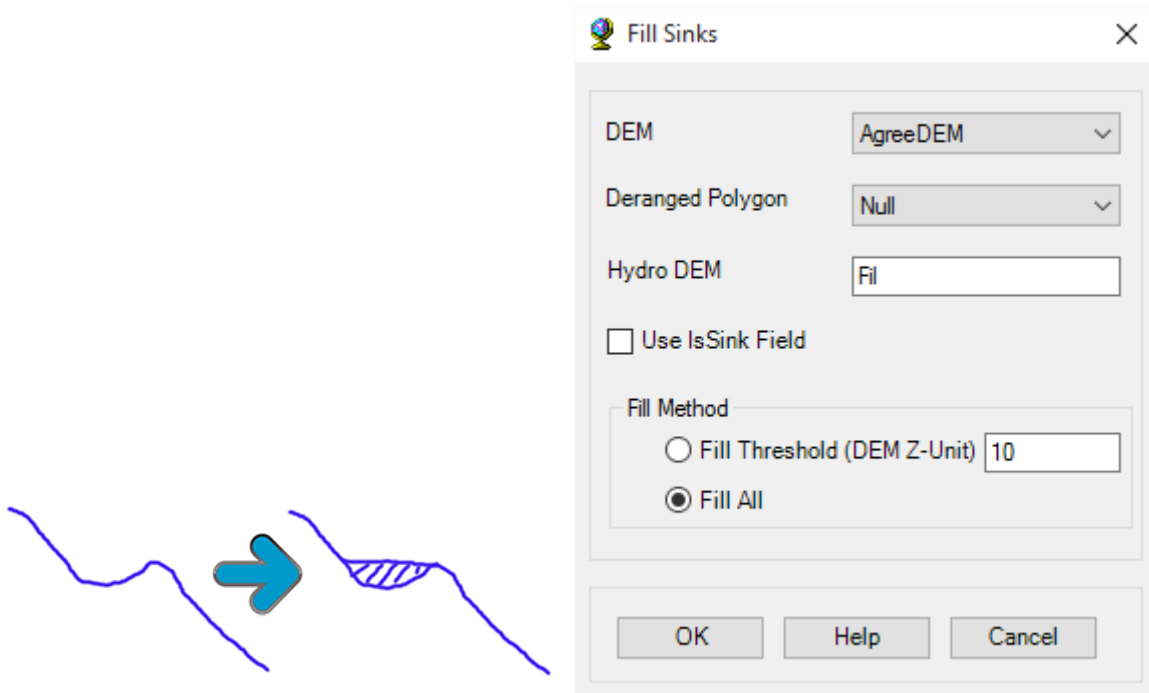 Fill Sinks
DEM
AgreeDEM
Deranged Polygon
Null
Hydro DEM
Fil
Use IsSink Field
Fill Method
Fill Threshold (DEM Z-Unit) 10
Fill All
OK Help Cancel